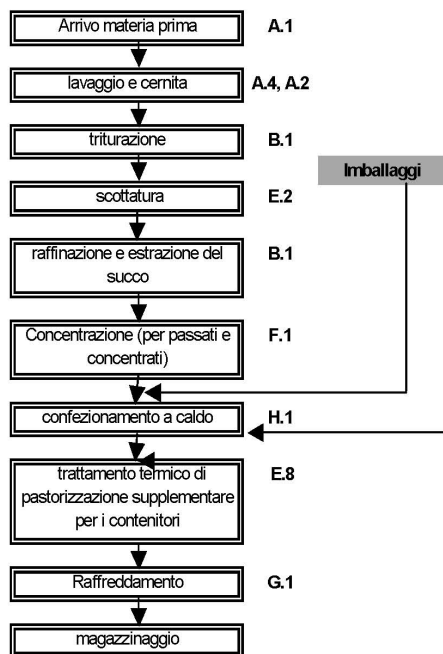 Arrivo materia prima A.1
lavaggio e cernita A.4, A.2
triturazione B.1
Imballaggi
scottatura E.2
raffinazione e estrazione del
succo B.1
Concentrazione (per passati e
concentrati) F.1
confezionamento a caldo H.1
trattamento termico di
pastorizzazione supplementare
per i contenitori E.8
Raffreddamento G.1
magazzinaggio